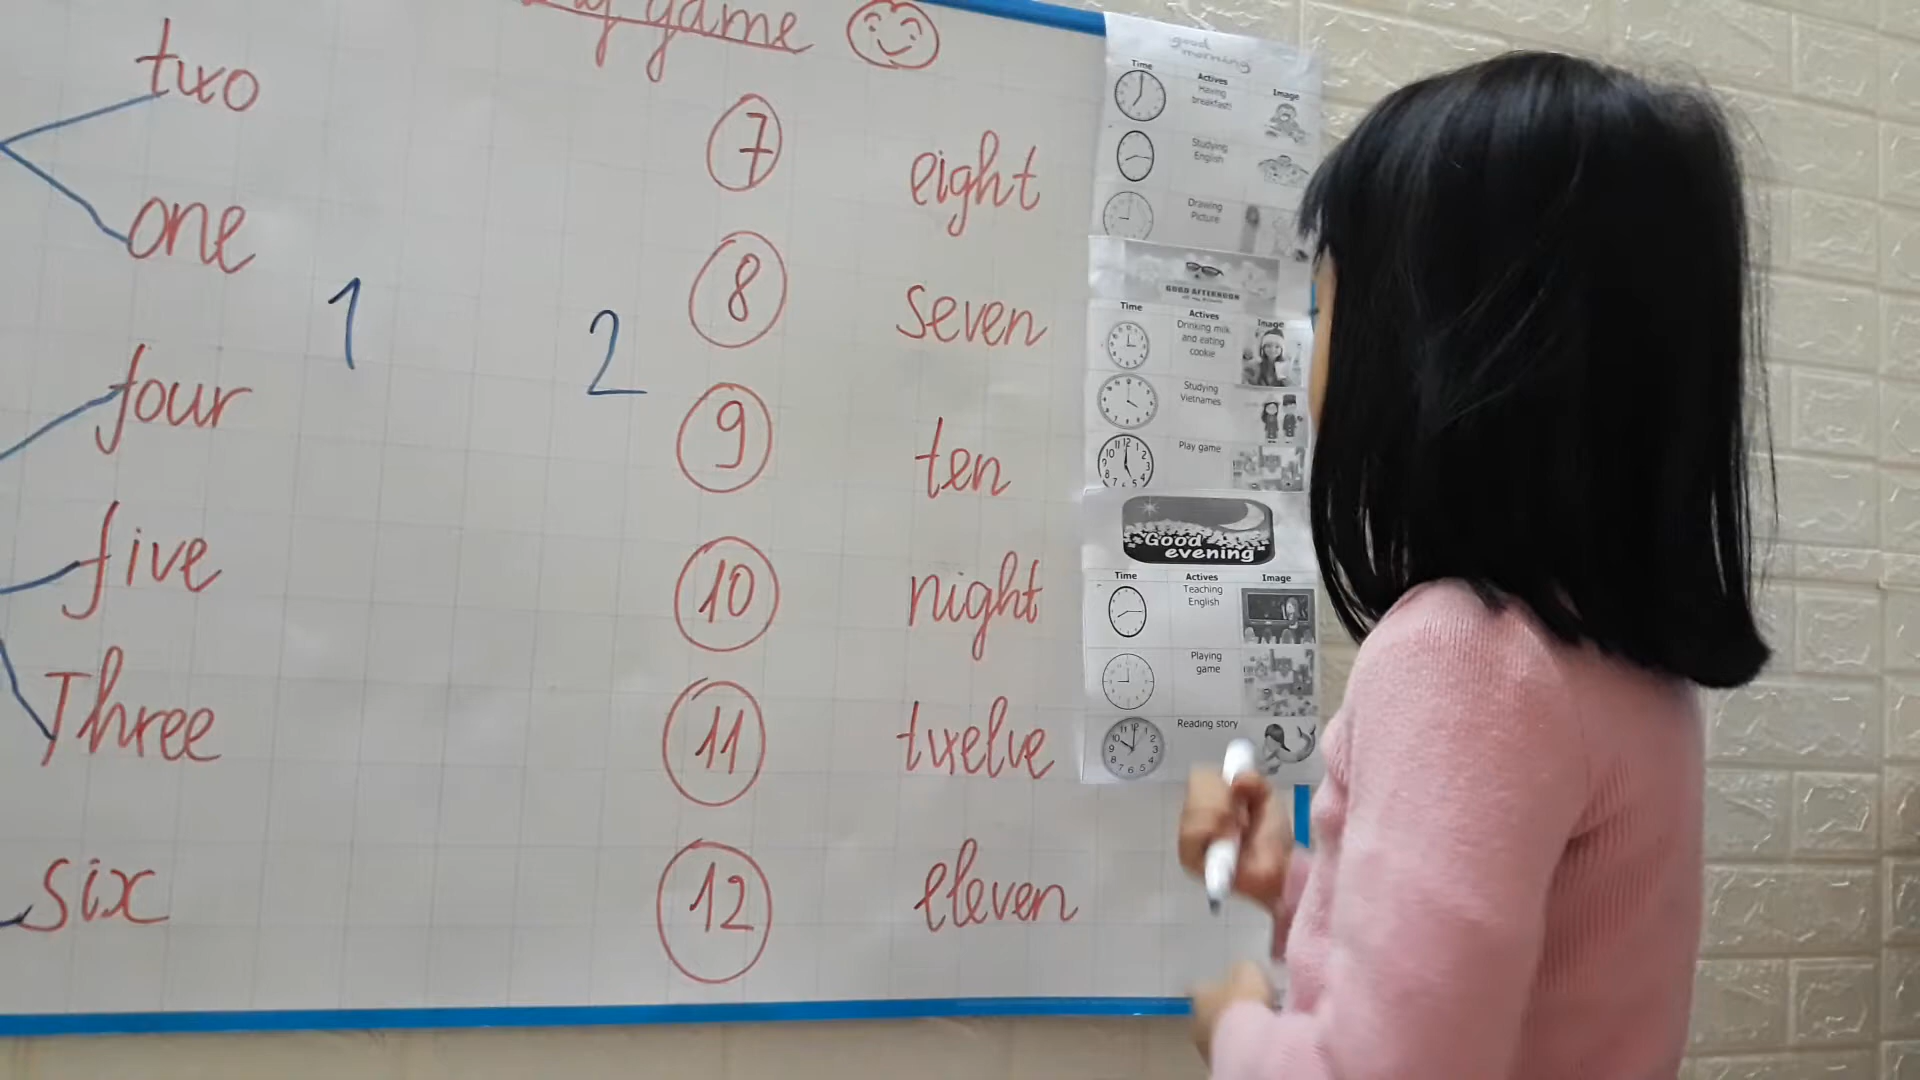 game
two
one
four
five
Three
six
1
2
7
8
9
10
11
12
eight
seven
ten
night
twelve
eleven
good
morning
Time Actives Image
Having
breakfast
Studying
English
Drawing
Picture
GOOD AFTERNOON
Time Actives Image
Drinking milk
and eating
cookie
Studying
Vietnames
Play game
Good
evening
Time Actives Image
Teaching
English
Playing
game
Reading story